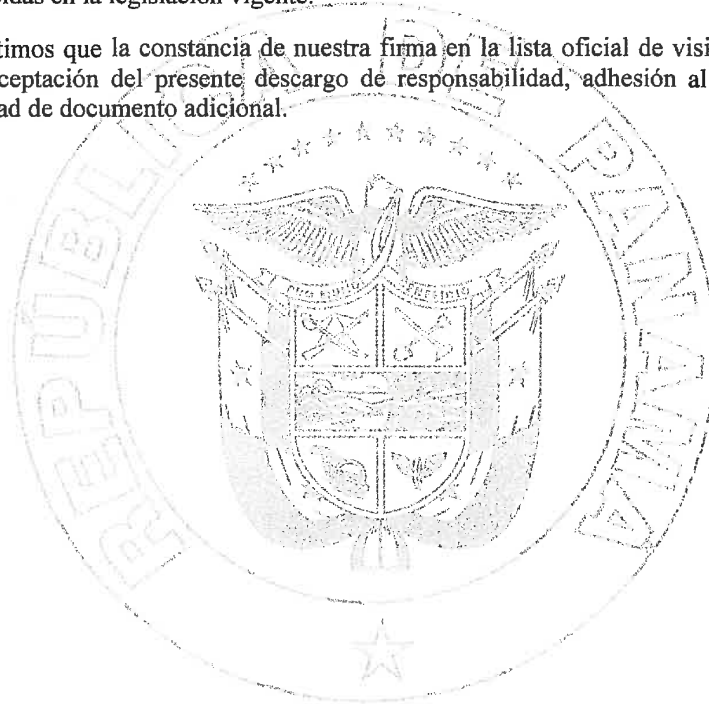 idas en la legislación vigente.
timos que la constancia de nuestra firma en la lista oficial de visi
ceptación del presente descargo de responsabilidad, adhesión al
ad de documento adicional.
REPÚBLICA DE PANAMÁ